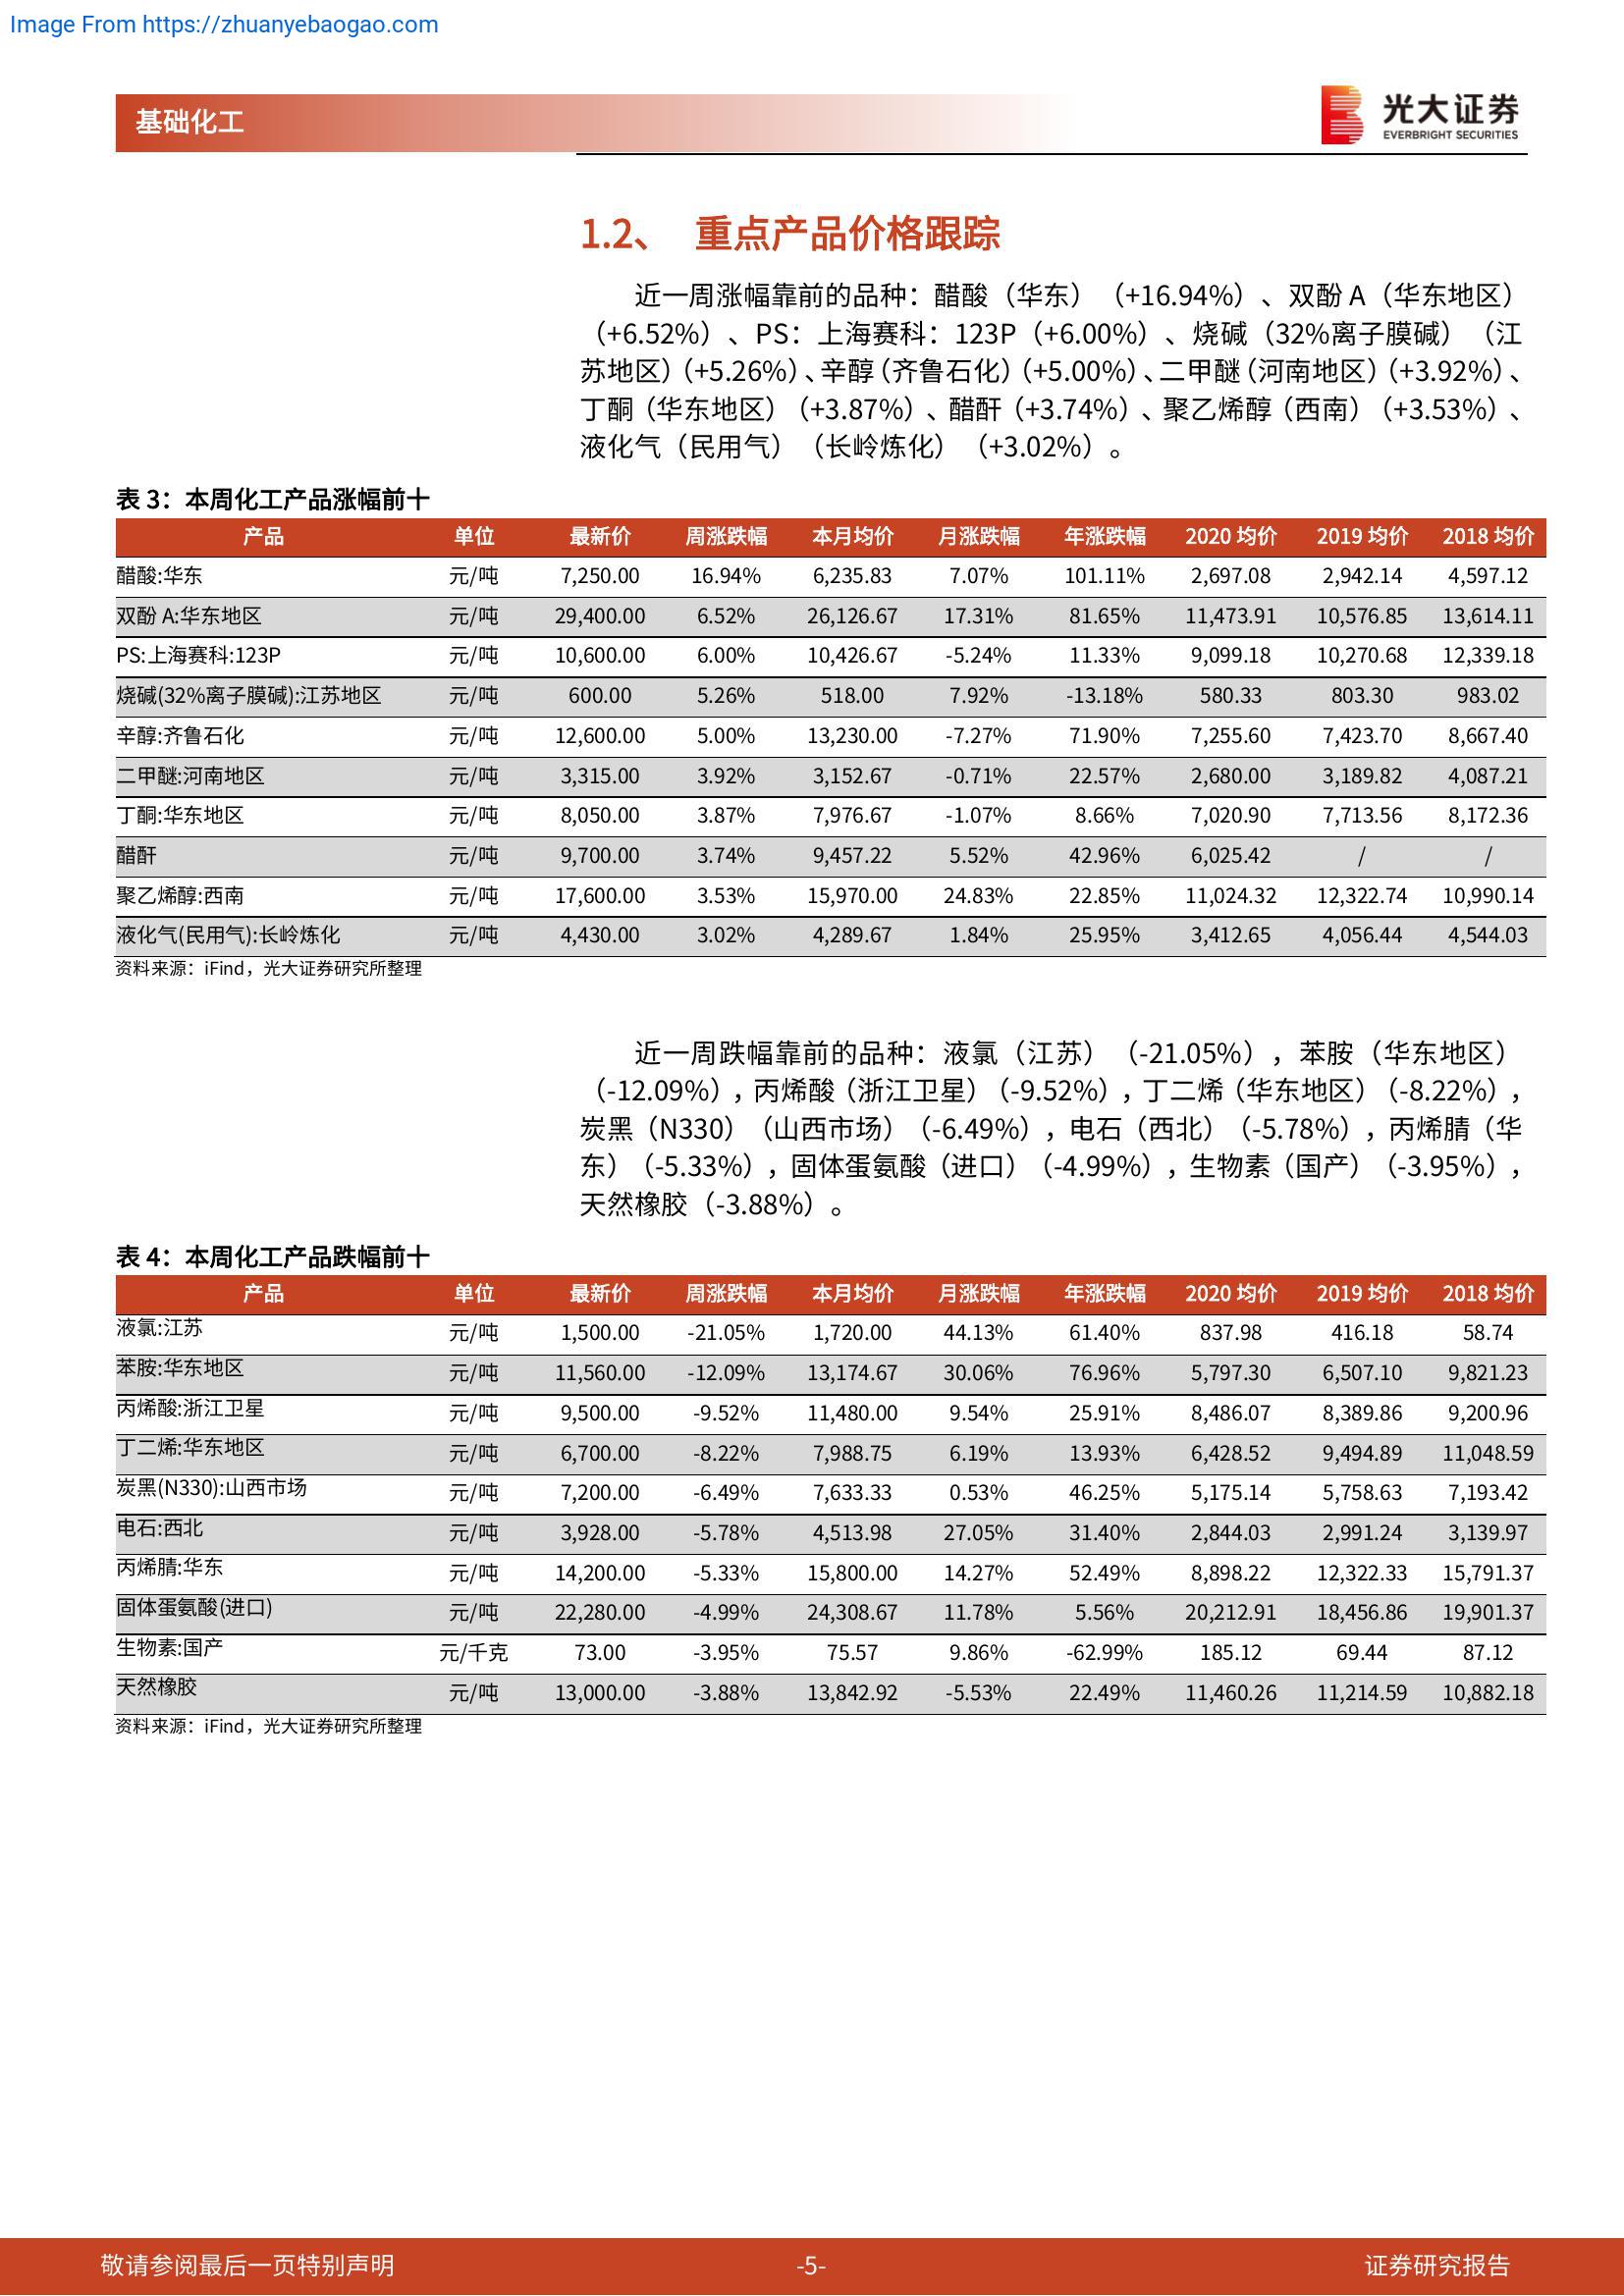 Image From https://zhuanyebaogao.com
基础化工
光大证券
EVERBRIGHT SECURITIES
1.2、 重点产品价格跟踪
近一周涨幅靠前的品种：醋酸（华东）（+16.94%）、双酚 A（华东地区）
（+6.52%）、PS：上海赛科：123P（+6.00%）、烧碱（32%离子膜碱）（江
苏地区）（+5.26%）、辛醇（齐鲁石化）（+5.00%）、二甲醚（河南地区）（+3.92%）、
丁酮（华东地区）（+3.87%）、醋酐（+3.74%）、聚乙烯醇（西南）（+3.53%）、
液化气（民用气）（长岭炼化）（+3.02%）。
表 3：本周化工产品涨幅前十
产品 单位 最新价 周涨跌幅 本月均价 月涨跌幅 年涨跌幅 2020 均价 2019 均价 2018 均价
醋酸:华东 元/吨 7,250.00 16.94% 6,235.83 7.07% 101.11% 2,697.08 2,942.14 4,597.12
双酚 A:华东地区 元/吨 29,400.00 6.52% 26,126.67 17.31% 81.65% 11,473.91 10,576.85 13,614.11
PS:上海赛科:123P 元/吨 10,600.00 6.00% 10,426.67 -5.24% 11.33% 9,099.18 10,270.68 12,339.18
烧碱(32%离子膜碱):江苏地区 元/吨 600.00 5.26% 518.00 7.92% -13.18% 580.33 803.30 983.02
辛醇:齐鲁石化 元/吨 12,600.00 5.00% 13,230.00 -7.27% 71.90% 7,255.60 7,423.70 8,667.40
二甲醚:河南地区 元/吨 3,315.00 3.92% 3,152.67 -0.71% 22.57% 2,680.00 3,189.82 4,087.21
丁酮:华东地区 元/吨 8,050.00 3.87% 7,976.67 -1.07% 8.66% 7,020.90 7,713.56 8,172.36
醋酐 元/吨 9,700.00 3.74% 9,457.22 5.52% 42.96% 6,025.42 / /
聚乙烯醇:西南 元/吨 17,600.00 3.53% 15,970.00 24.83% 22.85% 11,024.32 12,322.74 10,990.14
液化气(民用气):长岭炼化 元/吨 4,430.00 3.02% 4,289.67 1.84% 25.95% 3,412.65 4,056.44 4,544.03
资料来源：iFind，光大证券研究所整理
近一周跌幅靠前的品种：液氯（江苏）（-21.05%），苯胺（华东地区）
（-12.09%），丙烯酸（浙江卫星）（-9.52%），丁二烯（华东地区）（-8.22%），
炭黑（N330）（山西市场）（-6.49%），电石（西北）（-5.78%），丙烯腈（华
东）（-5.33%），固体蛋氨酸（进口）（-4.99%），生物素（国产）（-3.95%），
天然橡胶（-3.88%）。
表 4：本周化工产品跌幅前十
产品 单位 最新价 周涨跌幅 本月均价 月涨跌幅 年涨跌幅 2020 均价 2019 均价 2018 均价
液氯:江苏 元/吨 1,500.00 -21.05% 1,720.00 44.13% 61.40% 837.98 416.18 58.74
苯胺:华东地区 元/吨 11,560.00 -12.09% 13,174.67 30.06% 76.96% 5,797.30 6,507.10 9,821.23
丙烯酸:浙江卫星 元/吨 9,500.00 -9.52% 11,480.00 9.54% 25.91% 8,486.07 8,389.86 9,200.96
丁二烯:华东地区 元/吨 6,700.00 -8.22% 7,988.75 6.19% 13.93% 6,428.52 9,494.89 11,048.59
炭黑(N330):山西市场 元/吨 7,200.00 -6.49% 7,633.33 0.53% 46.25% 5,175.14 5,758.63 7,193.42
电石:西北 元/吨 3,928.00 -5.78% 4,513.98 27.05% 31.40% 2,844.03 2,991.24 3,139.97
丙烯腈:华东 元/吨 14,200.00 -5.33% 15,800.00 14.27% 52.49% 8,898.22 12,322.33 15,791.37
固体蛋氨酸(进口) 元/吨 22,280.00 -4.99% 24,308.67 11.78% 5.56% 20,212.91 18,456.86 19,901.37
生物素:国产 元/千克 73.00 -3.95% 75.57 9.86% -62.99% 185.12 69.44 87.12
天然橡胶 元/吨 13,000.00 -3.88% 13,842.92 -5.53% 22.49% 11,460.26 11,214.59 10,882.18
资料来源：iFind，光大证券研究所整理
敬请参阅最后一页特别声明 -5- 证券研究报告